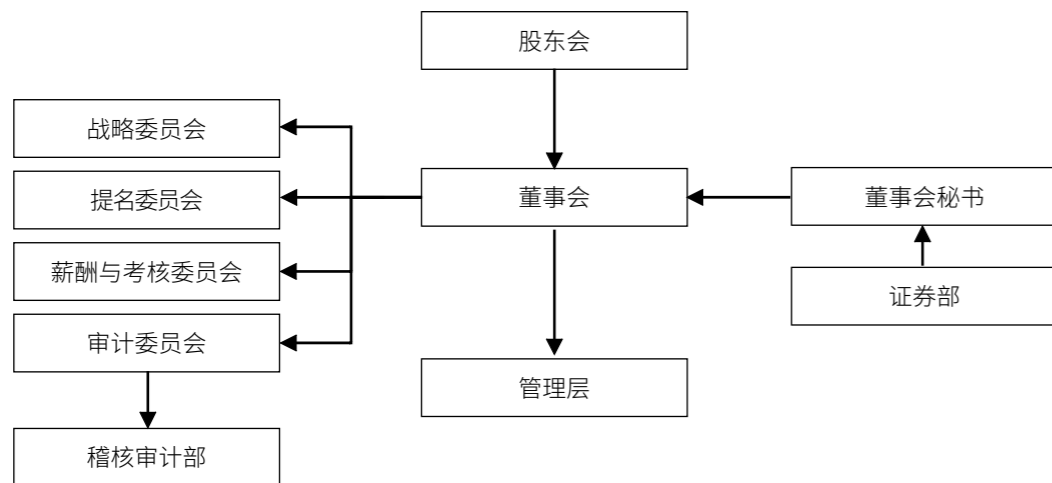 股东会
战略委员会
提名委员会
董事会
董事会秘书
薪酬与考核委员会
证券部
审计委员会
管理层
稽核审计部